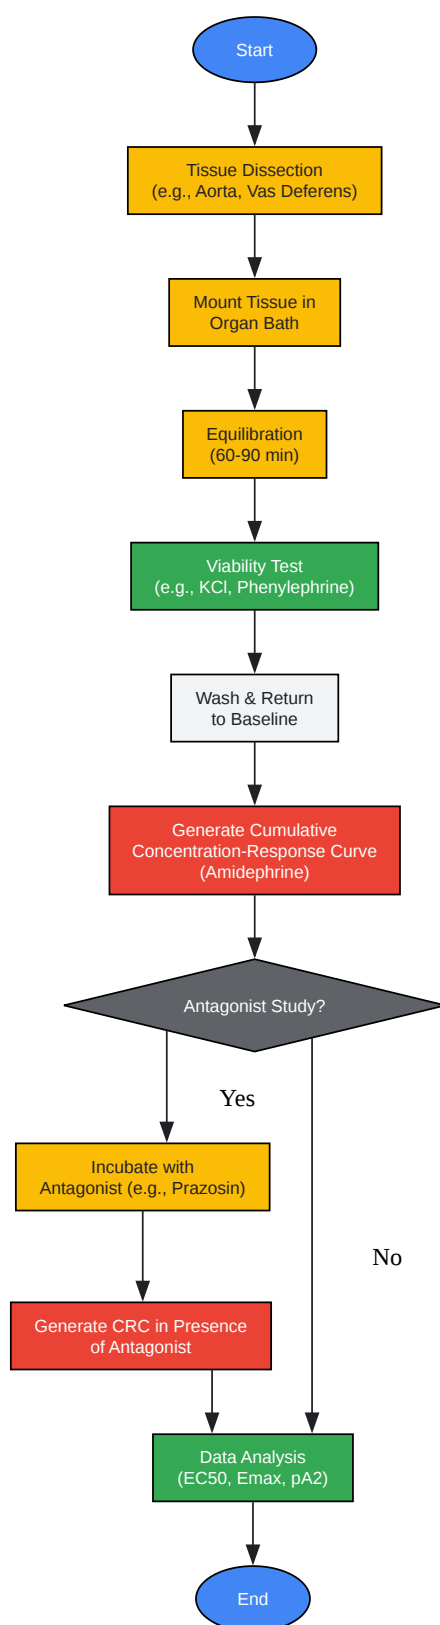 Start
Tissue Dissection
(e.g., Aorta, Vas Deferens)
Mount Tissue in
Organ Bath
Equilibration
(60-90 min)
Viability Test
(e.g., KCl, Phenylephrine)
Wash & Return
to Baseline
Generate Cumulative
Concentration-Response Curve
(Amidephrine)
Antagonist Study?
Yes
Incubate with
Antagonist (e.g., Prazosin)
No
Generate CRC in Presence
of Antagonist
Data Analysis
(EC50, Emax, pA2)
End